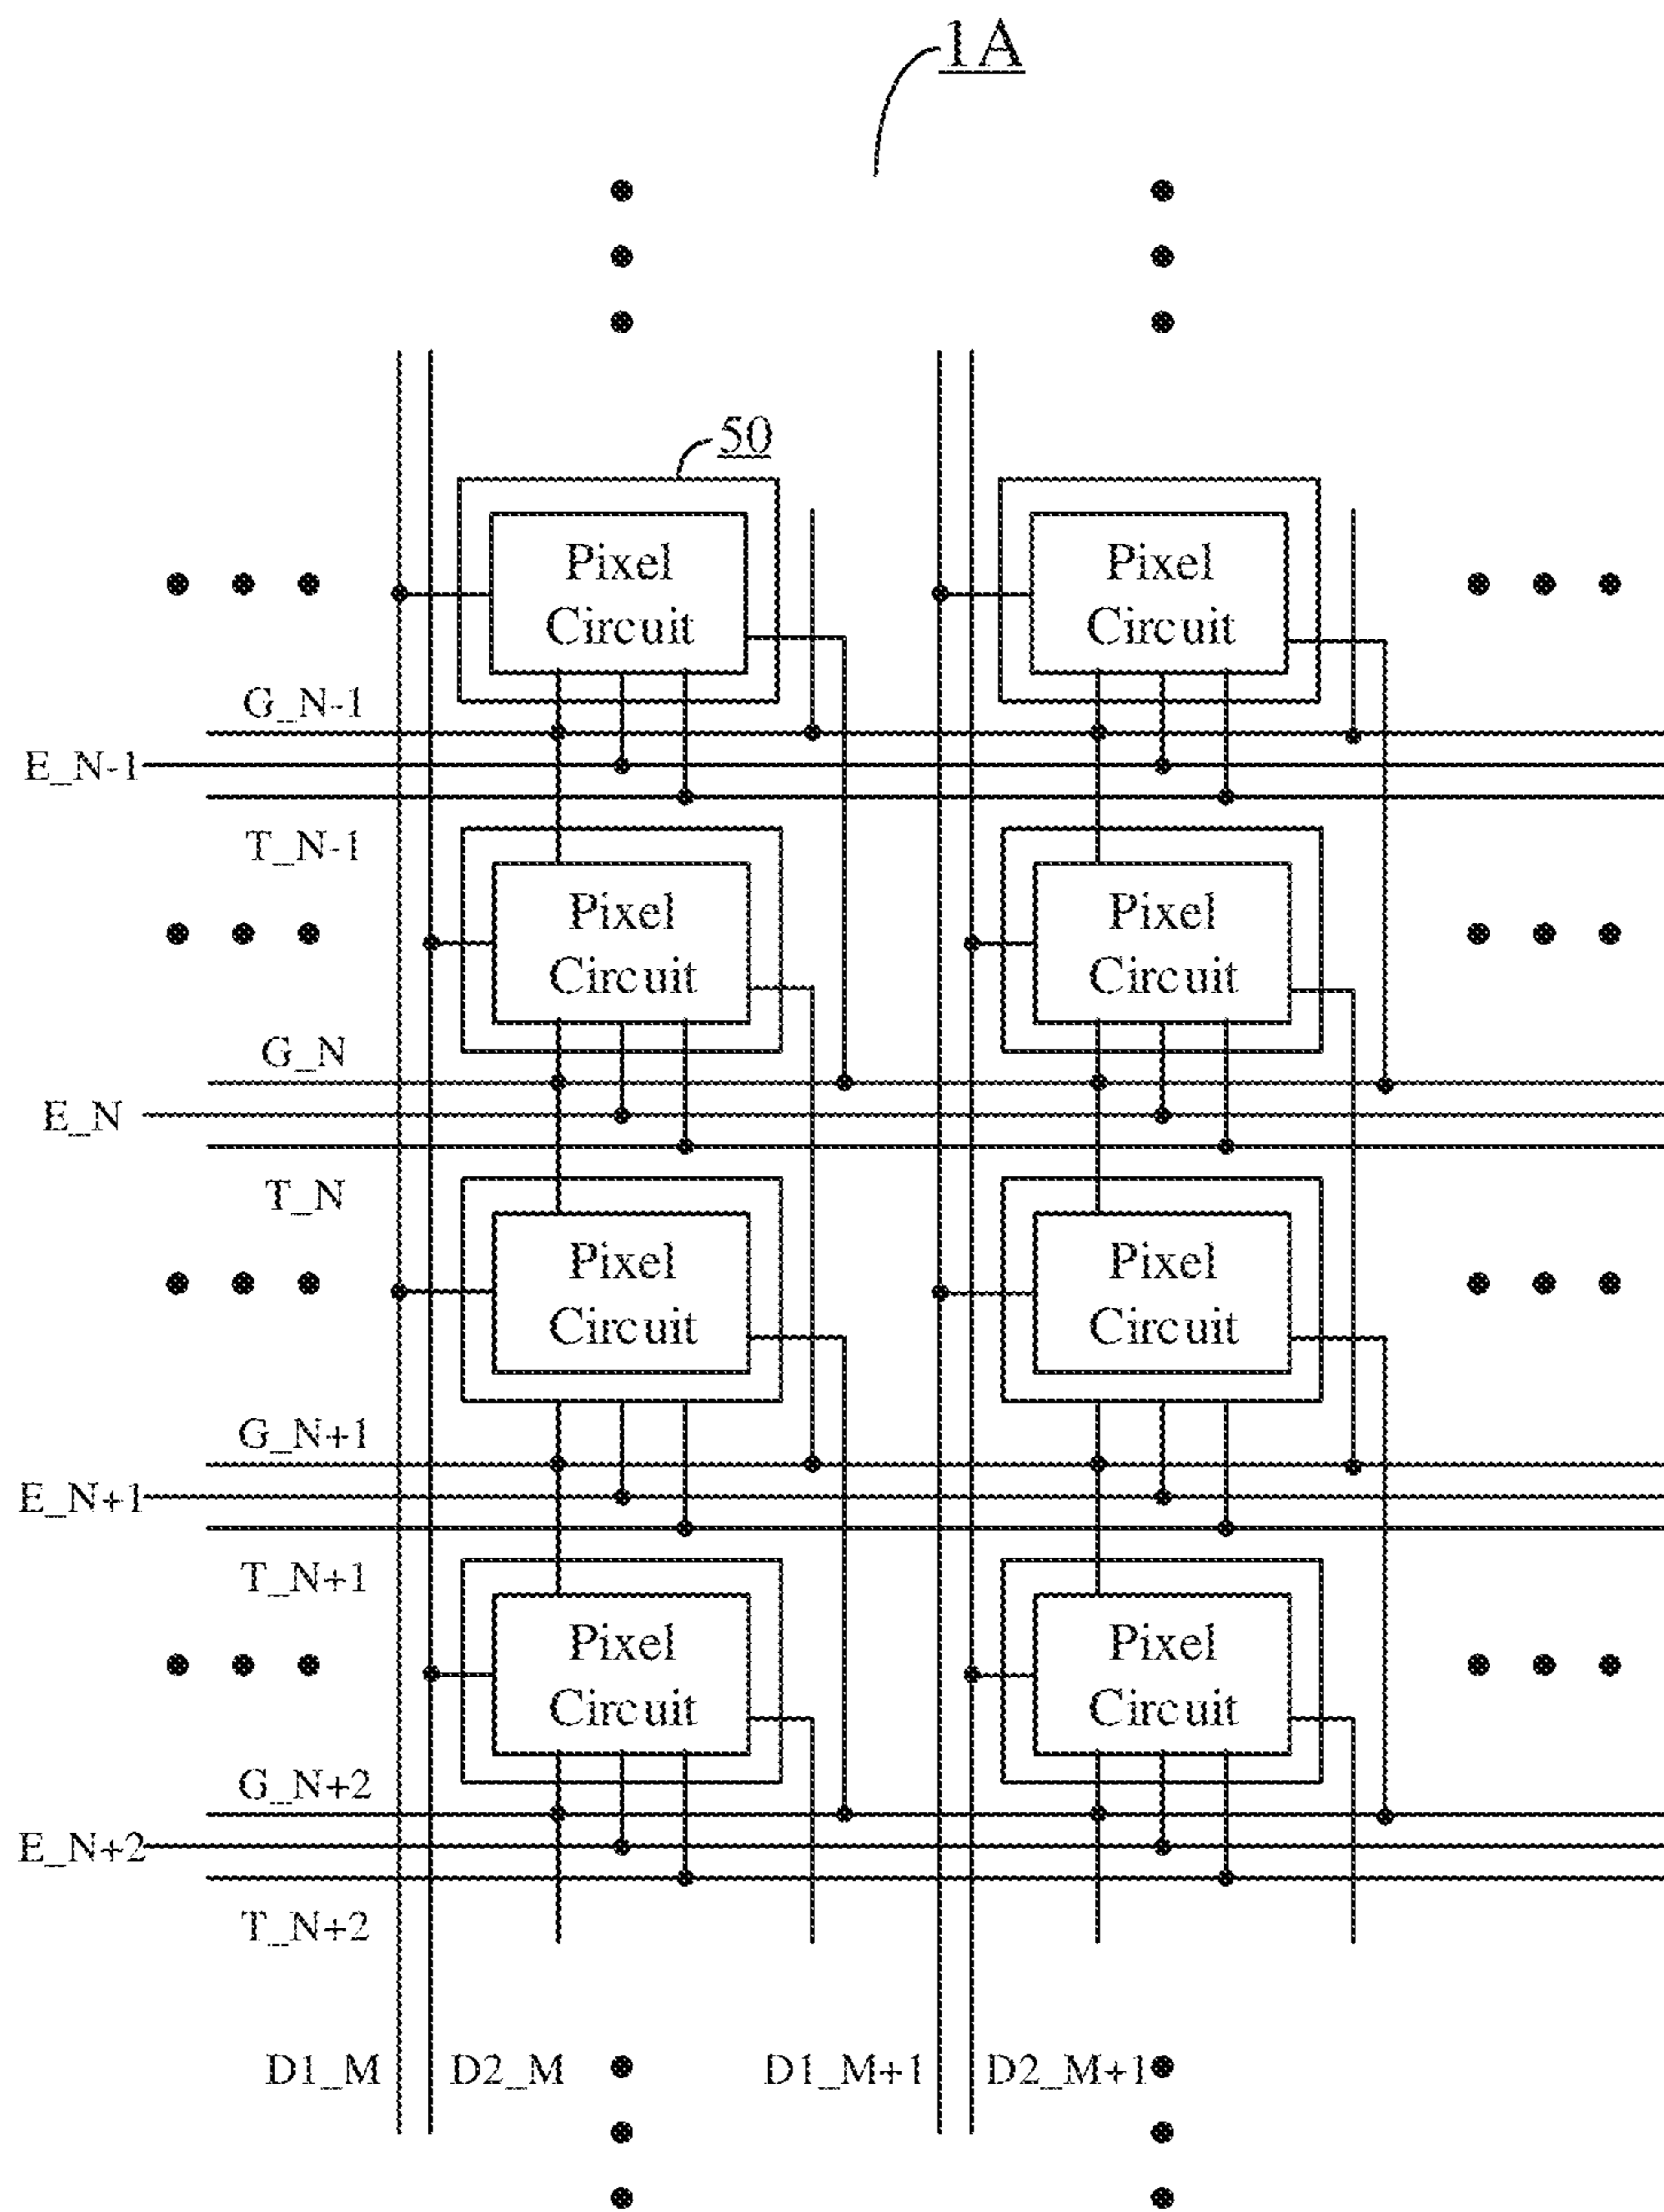 1A
50
Pixel
Circuit
Pixel
Circuit
G_N-1
E_N-1
T_N-1
Pixel
Circuit
Pixel
Circuit
G_N
E_N
T_N
Pixel
Circuit
Pixel
Circuit
G_N+1
E_N+1
T_N+1
Pixel
Circuit
Pixel
Circuit
G_N+2
E_N+2
T_N+2
D1_M
D2_M
D1_M+1
D2_M+1